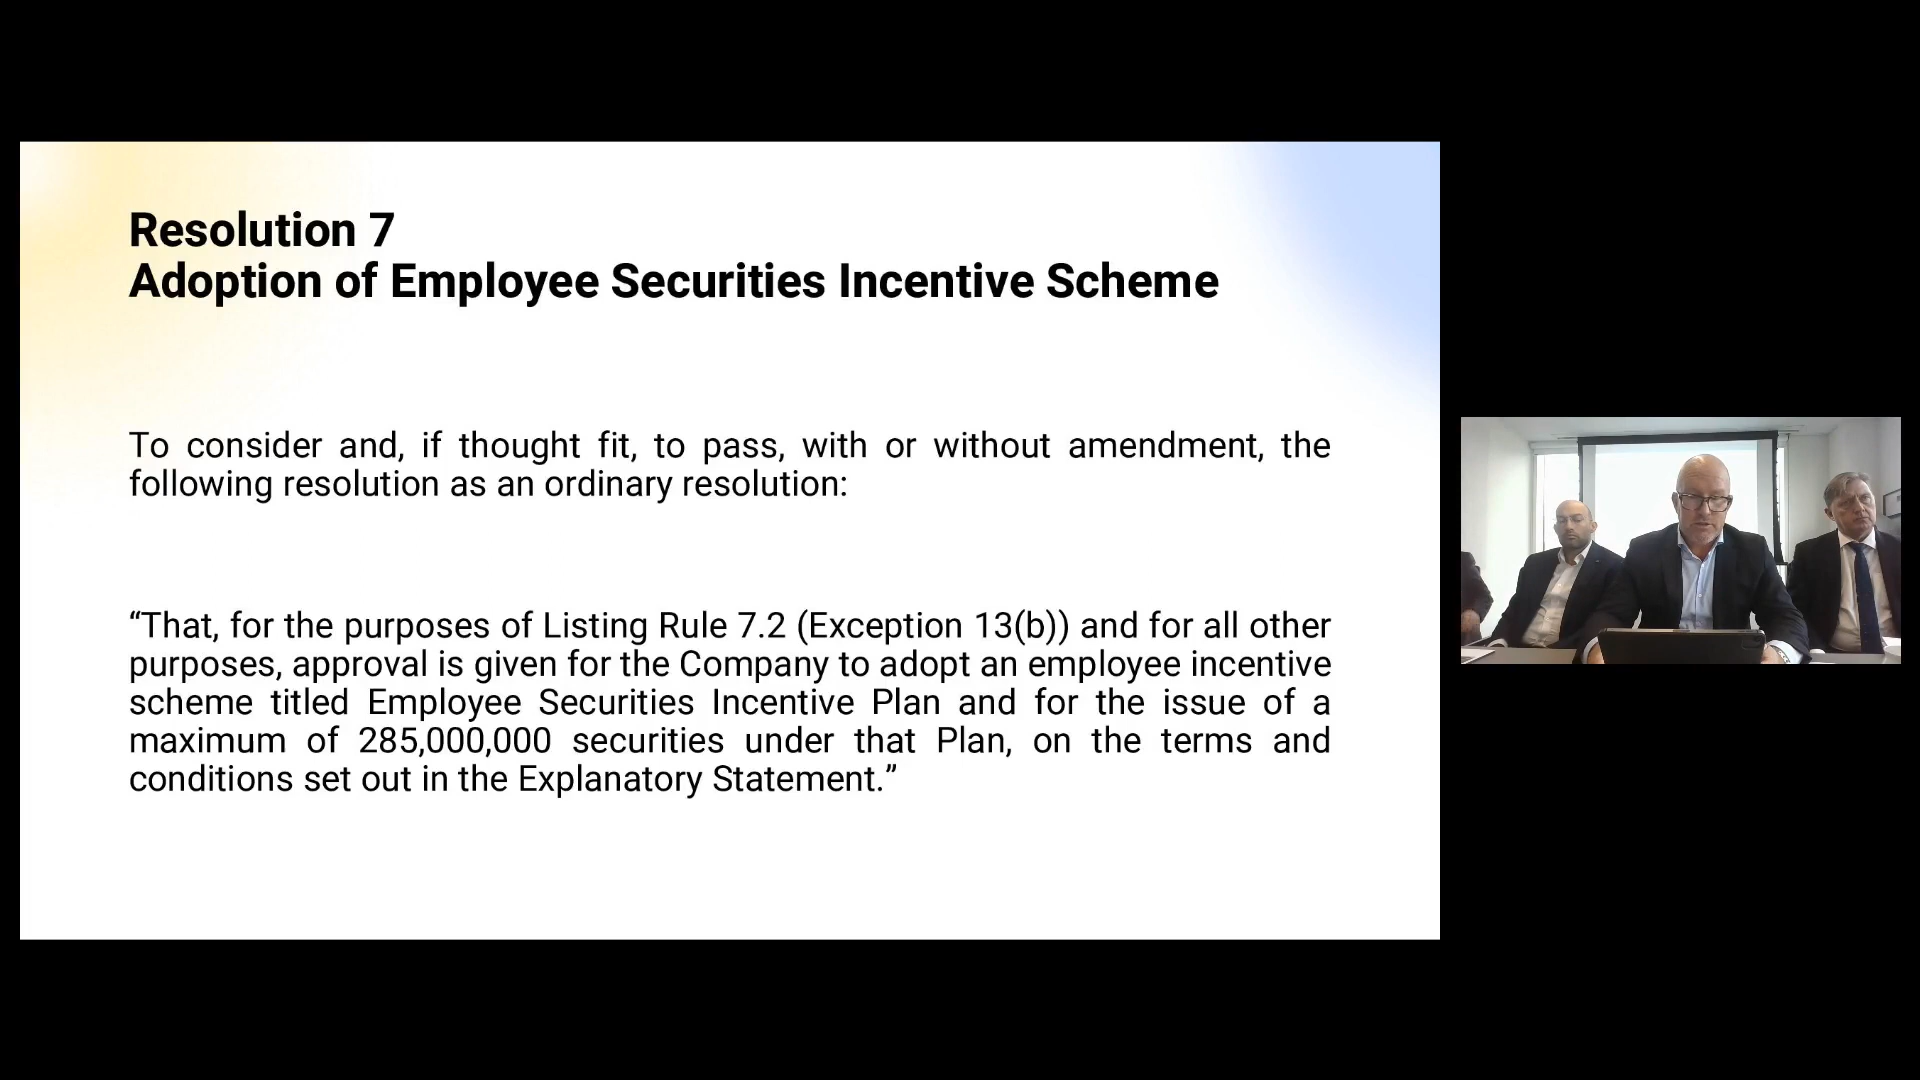 Resolution 7
Adoption of Employee Securities Incentive Scheme
To consider and, if thought fit, to pass, with or without amendment, the
following resolution as an ordinary resolution:
“That, for the purposes of Listing Rule 7.2 (Exception 13(b)) and for all other
purposes, approval is given for the Company to adopt an employee incentive
scheme titled Employee Securities Incentive Plan and for the issue of a
maximum of 285,000,000 securities under that Plan, on the terms and
conditions set out in the Explanatory Statement.”